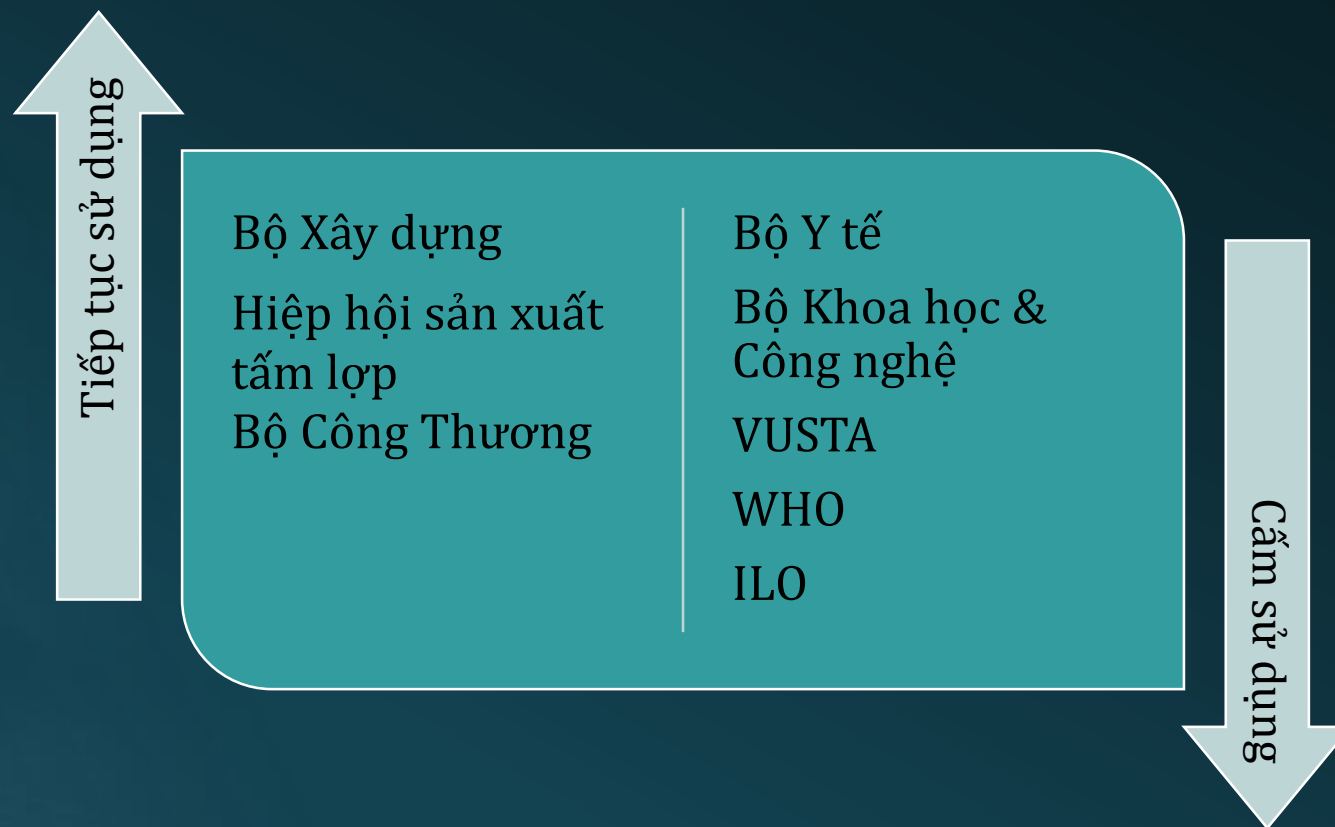 Tiếp tục sử dụng
Bộ Xây dựng
Hiệp hội sản xuất
tấm lợp
Bộ Công Thương
Bộ Y tế
Bộ Khoa học &
Công nghệ
VUSTA
WHO
ILO
Cấm sử dụng